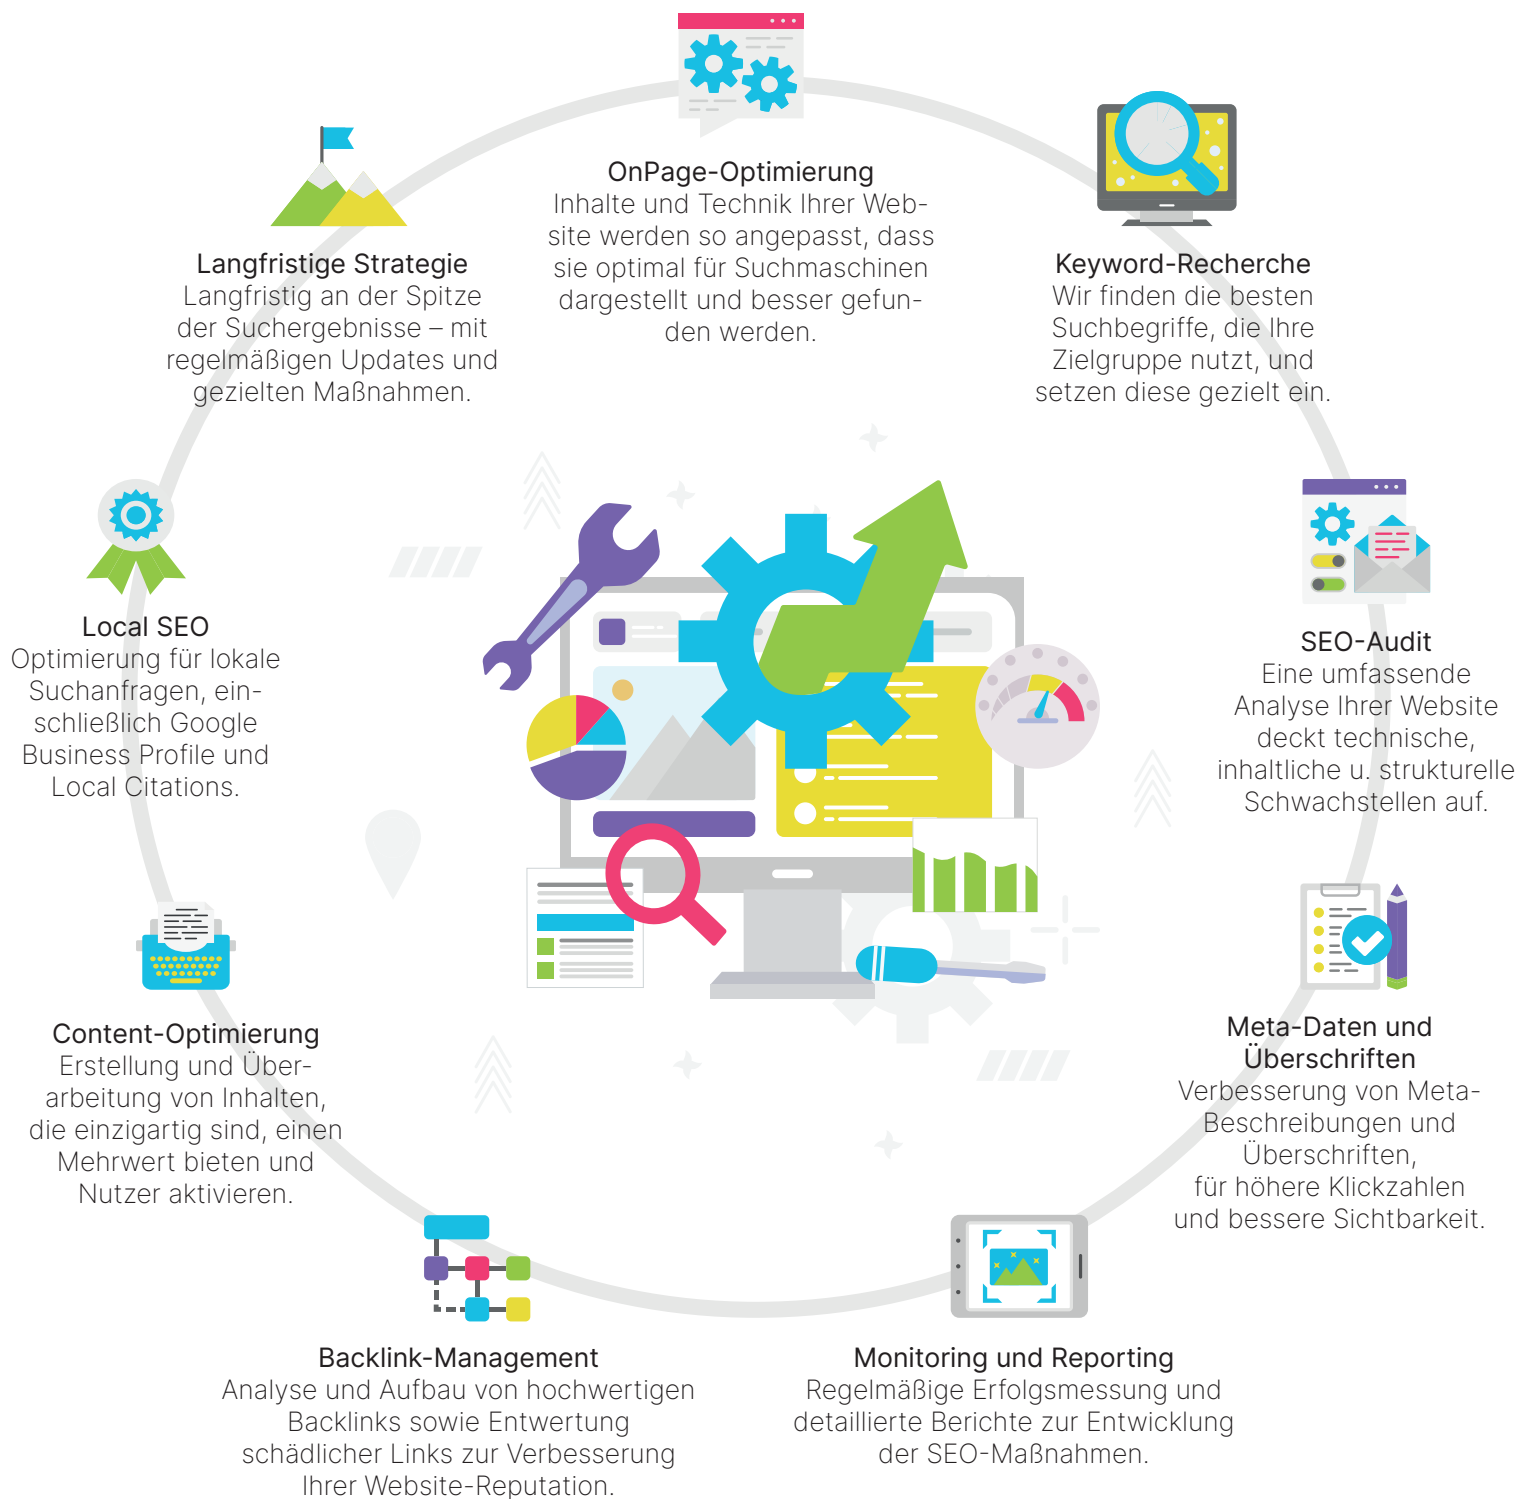 OnPage-Optimierung
Inhalte und Technik Ihrer Web-
site werden so angepasst, dass
sie optimal für Suchmaschinen
dargestellt und besser gefun-
den werden.
Keyword-Recherche
Wir finden die besten
Suchbegriffe, die Ihre
Zielgruppe nutzt, und
setzen diese gezielt ein.
SEO-Audit
Eine umfassende
Analyse Ihrer Website
deckt technische,
inhaltliche u. strukturelle
Schwachstellen auf.
Meta-Daten und
Überschriften
Verbesserung von Meta-
Beschreibungen und
Überschriften,
für höhere Klickzahlen
und bessere Sichtbarkeit.
Monitoring und Reporting
Regelmäßige Erfolgsmessung und
detaillierte Berichte zur Entwicklung
der SEO-Maßnahmen.
Backlink-Management
Analyse und Aufbau von hochwertigen
Backlinks sowie Entwertung
schädlicher Links zur Verbesserung
Ihrer Website-Reputation.
Content-Optimierung
Erstellung und Über-
arbeitung von Inhalten,
die einzigartig sind, einen
Mehrwert bieten und
Nutzer aktivieren.
Local SEO
Optimierung für lokale
Suchanfragen, ein-
schließlich Google
Business Profile und
Local Citations.
Langfristige Strategie
Langfristig an der Spitze
der Suchergebnisse – mit
regelmäßigen Updates und
gezielten Maßnahmen.